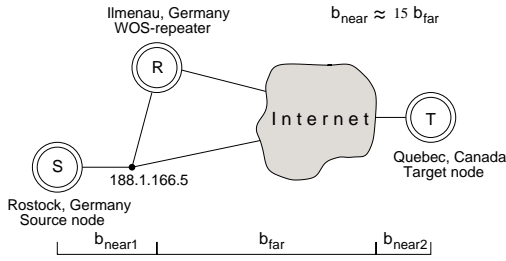 Ilmenau, Germany
WOS-repeater
b_near ≈ 15 b_far
R
Internet
T
S
188.1.166.5
Quebec, Canada
Target node
Rostock, Germany
Source node
b_near1
b_far
b_near2